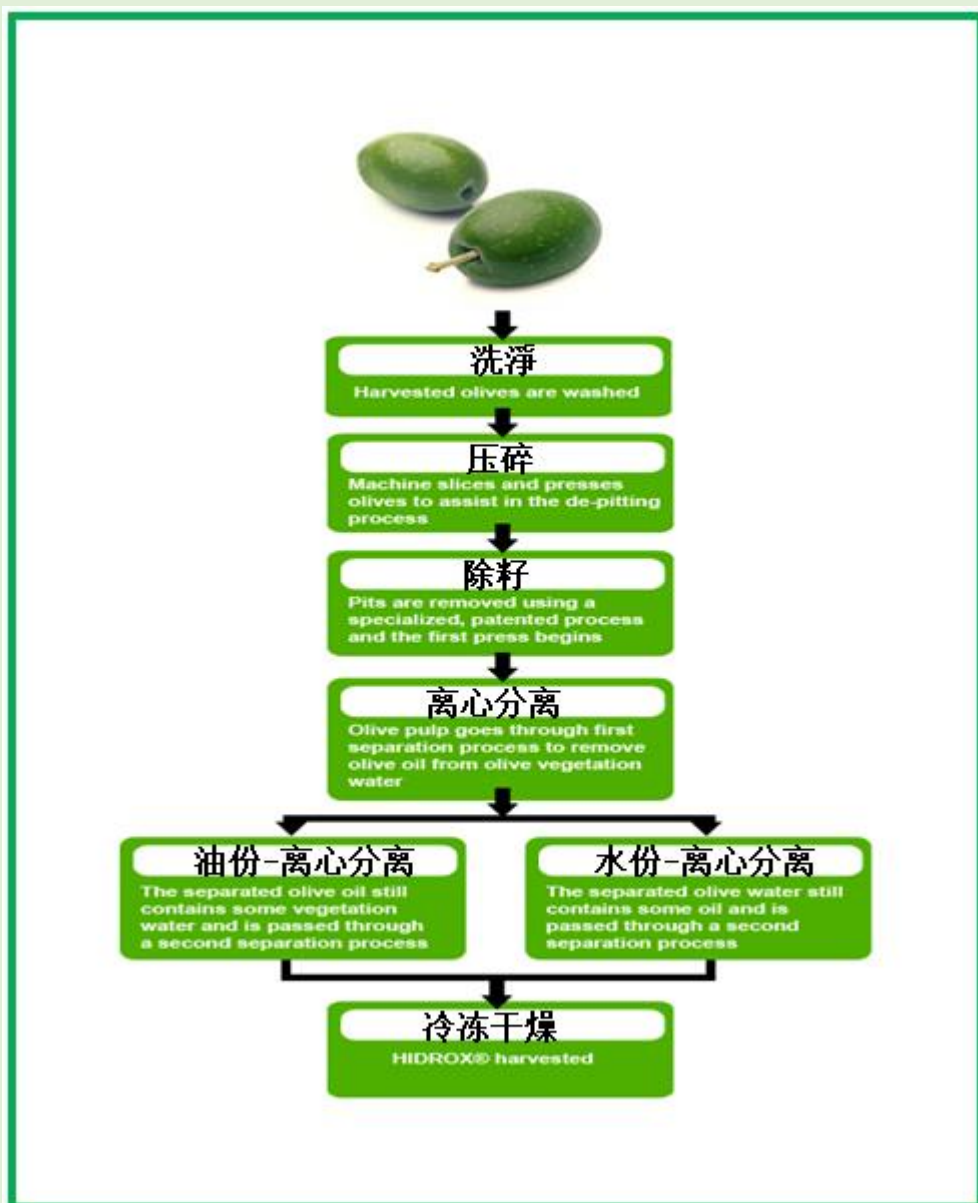 洗淨
Harvested olives are washed
压碎
Machine slices and presses
olives to assist in the de-pitting
process
除籽
Pits are removed using a
specialized, patented process
and the first press begins
离心分离
Olive pulp goes through first
separation process to remove
olive oil from olive vegetation
water
油份-离心分离
The separated olive oil still
contains some vegetation
water and is passed through
a second separation process
水份-离心分离
The separated olive water still
contains some oil and is
passed through a second
separation process
冷冻干燥
HIDROX® harvested